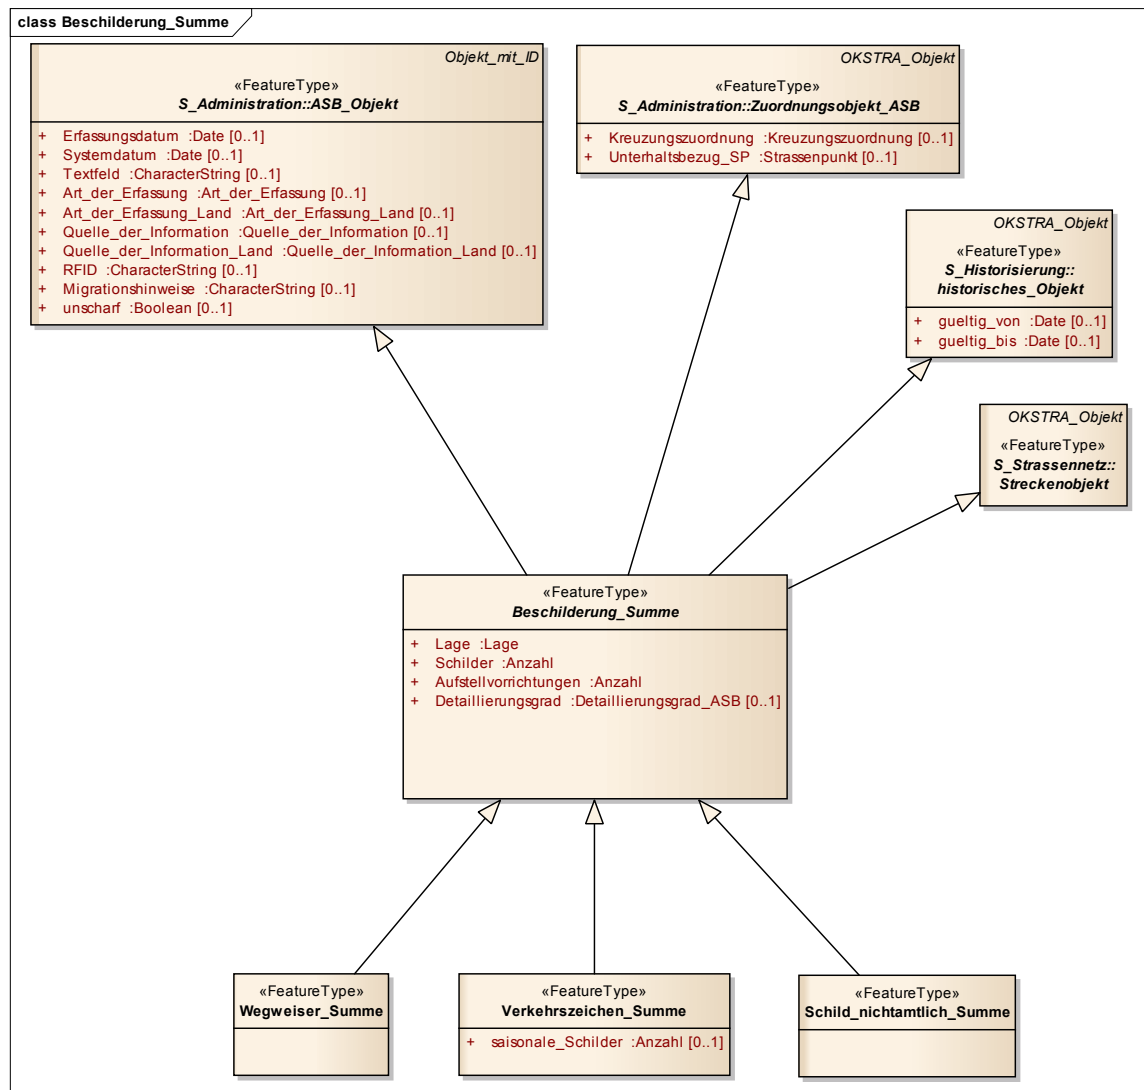 class Beschilderung_Summe
Objekt_mit_ID
«FeatureType»
S_Administration::ASB_Objekt
+ Erfassungsdatum :Date [0..1]
+ Systemdatum :Date [0..1]
+ Textfeld :CharacterString [0..1]
+ Art_der_Erfassung :Art_der_Erfassung [0..1]
+ Art_der_Erfassung_Land :Art_der_Erfassung_Land [0..1]
+ Quelle_der_Information :Quelle_der_Information [0..1]
+ Quelle_der_Information_Land :Quelle_der_Information_Land [0..1]
+ RFID :CharacterString [0..1]
+ Migrationshinweise :CharacterString [0..1]
+ unscharf :Boolean [0..1]
OKSTRA_Objekt
«FeatureType»
S_Administration::Zuordnungsobjekt_ASB
+ Kreuzungszuordnung :Kreuzungszuordnung [0..1]
+ Unterhaltsbezug_SP :Strassenpunkt [0..1]
OKSTRA_Objekt
«FeatureType»
S_Historisierung::
historisches_Objekt
+ gueltig_von :Date [0..1]
+ gueltig_bis :Date [0..1]
OKSTRA_Objekt
«FeatureType»
S_Strassennetz::
Streckenobjekt
«FeatureType»
Beschilderung_Summe
+ Lage :Lage
+ Schilder :Anzahl
+ Aufstellvorrichtungen :Anzahl
+ Detaillierungsgrad :Detaillierungsgrad_ASB [0..1]
«FeatureType»
Wegweiser_Summe
«FeatureType»
Verkehrszeichen_Summe
+ saisonale_Schilder :Anzahl [0..1]
«FeatureType»
Schild_nichtamtlich_Summe